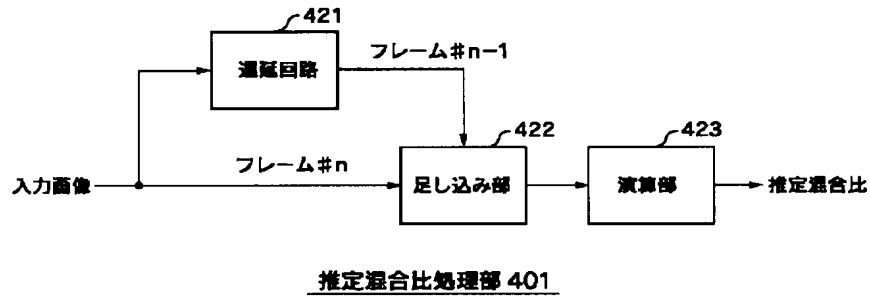 421
遅延回路
フレーム#n-1
422
423
フレーム#n
入力画像
足し込み部
演算部
推定混合比
推定混合比処理部 401